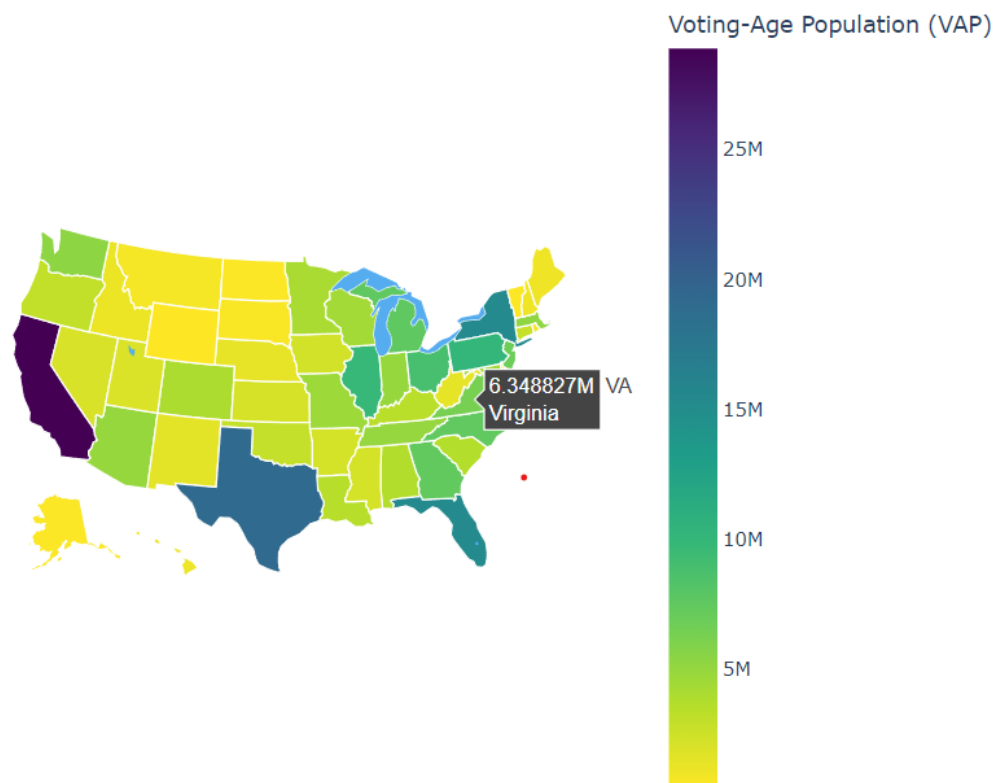 Voting-Age Population (VAP)
25M
20M
6.348827M VA
Virginia
15M
10M
5M